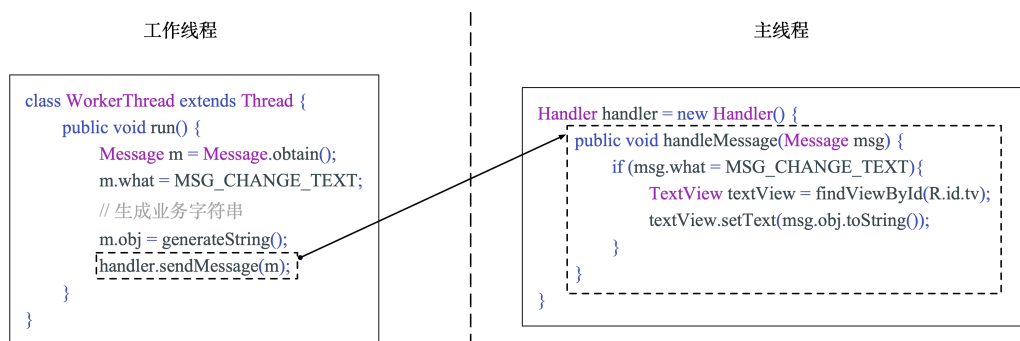 工作线程
主线程
class WorkerThread extends Thread {
public void run() {
Message m = Message.obtain();
m.what = MSG_CHANGE_TEXT;
// 生成业务字符串
m.obj = generateString();
handler.sendMessage(m);
}
}
Handler handler = new Handler() {
public void handleMessage(Message msg) {
if (msg.what = MSG_CHANGE_TEXT){
TextView textView = findViewById(R.id.tv);
textView.setText(msg.obj.toString());
}
}
}